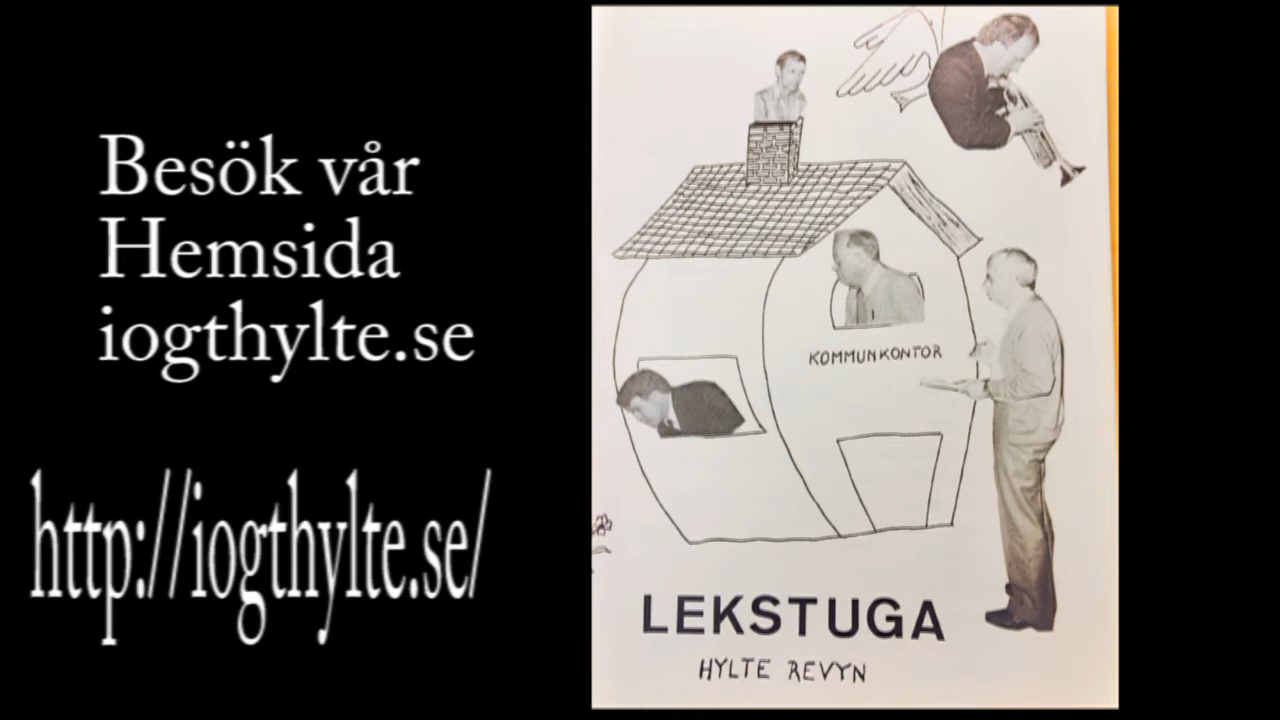 Besök vår
Hemsida
iogthylte.se
http://iogthylte.se/
KOMMUNKONTOR
LEKSTUGA
HYLTE REVYN